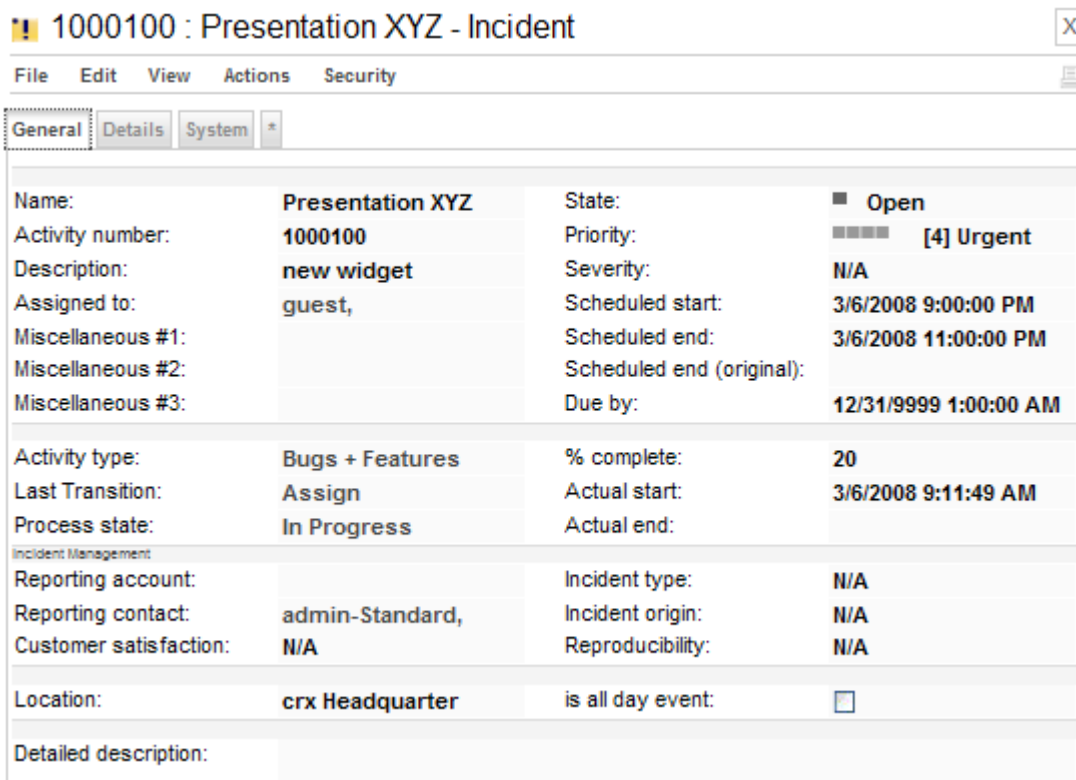 1000100 : Presentation XYZ - Incident
X
File Edit View Actions Security
General Details System *
Name: Presentation XYZ State: Open
Activity number: 1000100 Priority: [4] Urgent
Description: new widget Severity: N/A
Assigned to: guest, Scheduled start: 3/6/2008 9:00:00 PM
Miscellaneous #1: Scheduled end: 3/6/2008 11:00:00 PM
Miscellaneous #2: Scheduled end (original):
Miscellaneous #3: Due by: 12/31/9999 1:00:00 AM
Activity type: Bugs + Features % complete: 20
Last Transition: Assign Actual start: 3/6/2008 9:11:49 AM
Process state: In Progress Actual end:
Incident Management
Reporting account: Incident type: N/A
Reporting contact: admin-Standard, Incident origin: N/A
Customer satisfaction: N/A Reproducibility: N/A
Location: crx Headquarter is all day event:
Detailed description: